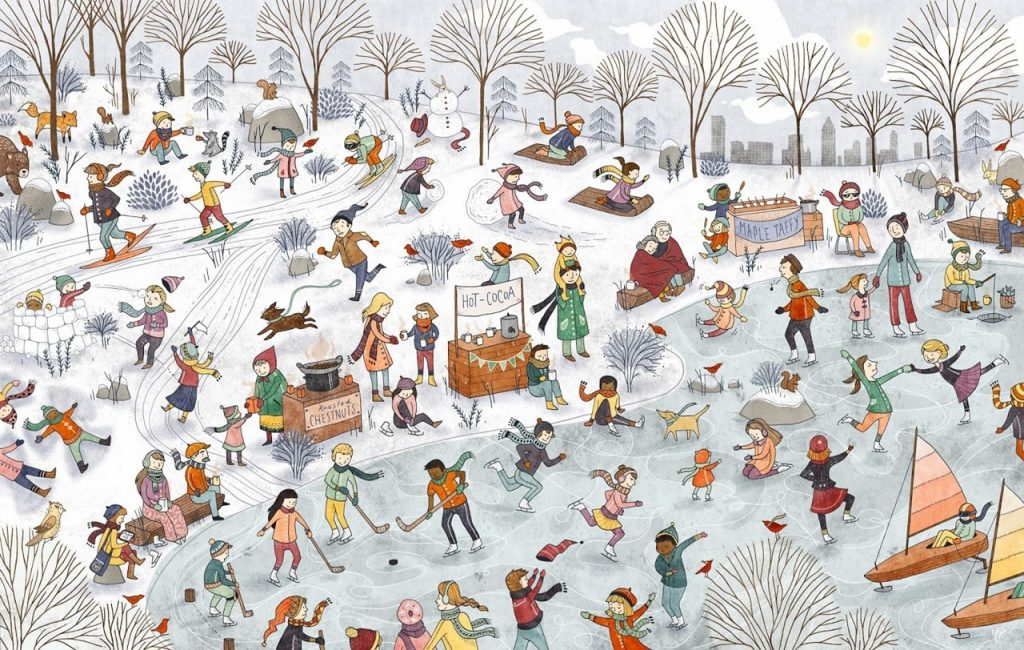 MAPLE TAFFY
HOT-COCOA
Roasted
CHESTNUTS